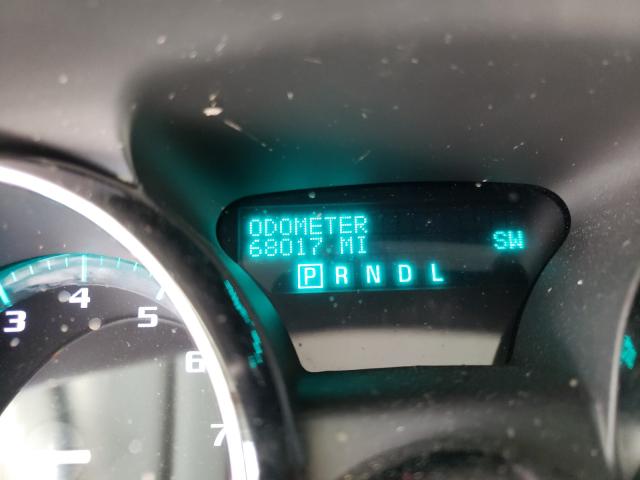 ODOMETER
68017 MI
SW
P R N D L
3 4 5 6 7